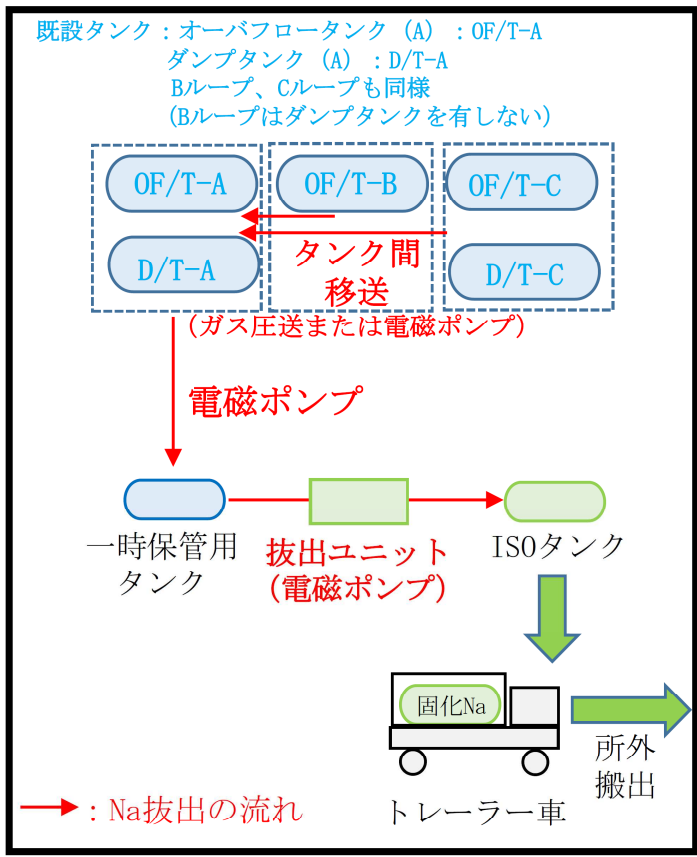 既設タンク：オーバフロータンク（A）：OF/T-A
ダンプタンク（A）：D/T-A
Bループ、Cループも同様
(Bループはダンプタンクを有しない)
OF/T-A
OF/T-B
OF/T-C
D/T-A
D/T-C
タンク間
移送
(ガス圧送または電磁ポンプ)
電磁ポンプ
一時保管用
タンク
抜出ユニット
(電磁ポンプ)
ISOタンク
固化Na
所外
搬出
トレーラー車
：Na抜出の流れ